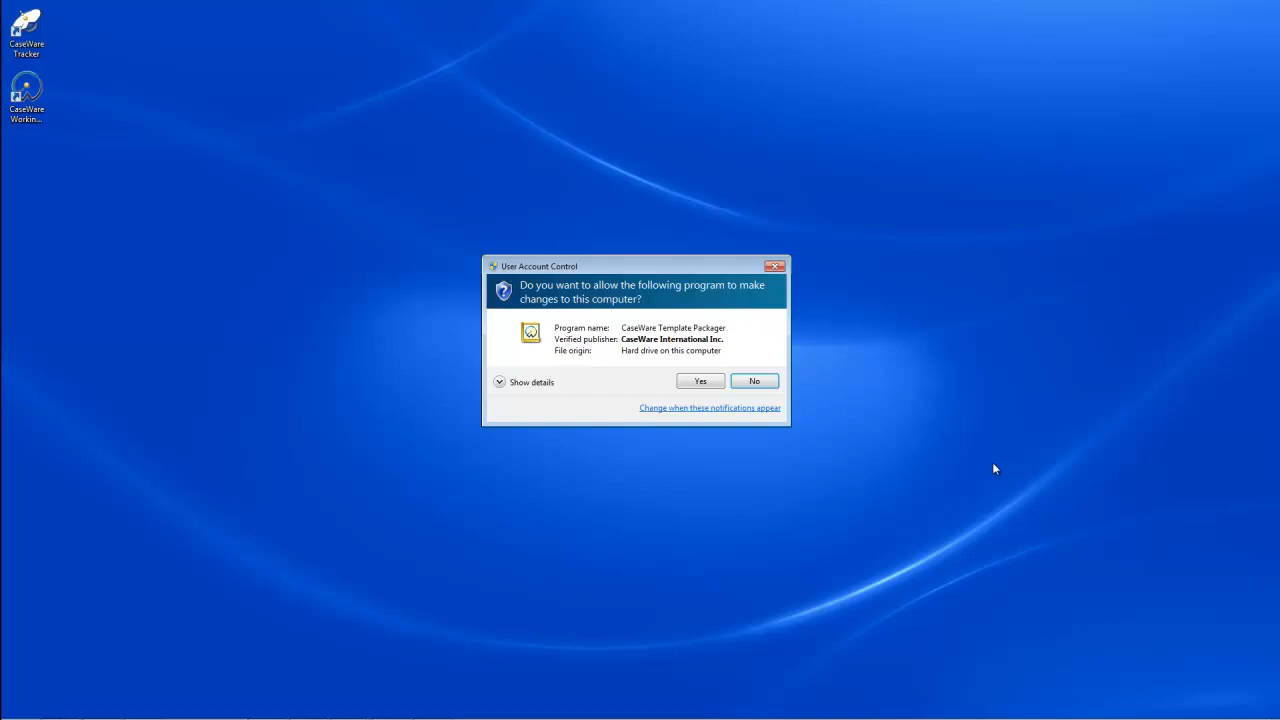 CaseWare
Tracker
CaseWare
Workin...
User Account Control
Do you want to allow the following program to make
changes to this computer?
Program name: CaseWare Template Packager
Verified publisher: CaseWare International Inc.
File origin: Hard drive on this computer
Show details
Yes
No
Change when these notifications appear